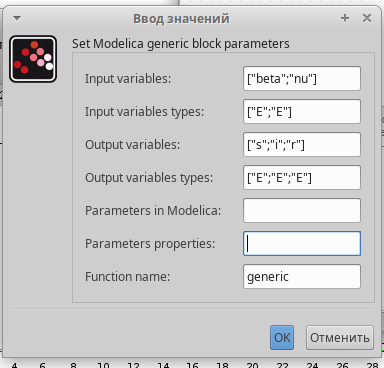 Ввод значений
Set Modelica generic block parameters
Input variables: ["beta";"nu"]
Input variables types: ["E";"E"]
Output variables: ["s";"i";"r"]
Output variables types: ["E";"E";"E"]
Parameters in Modelica:
Parameters properties:
Function name: generic
OK Отменить
4 6 8 10 12 14 16 18 20 22 24 26 28